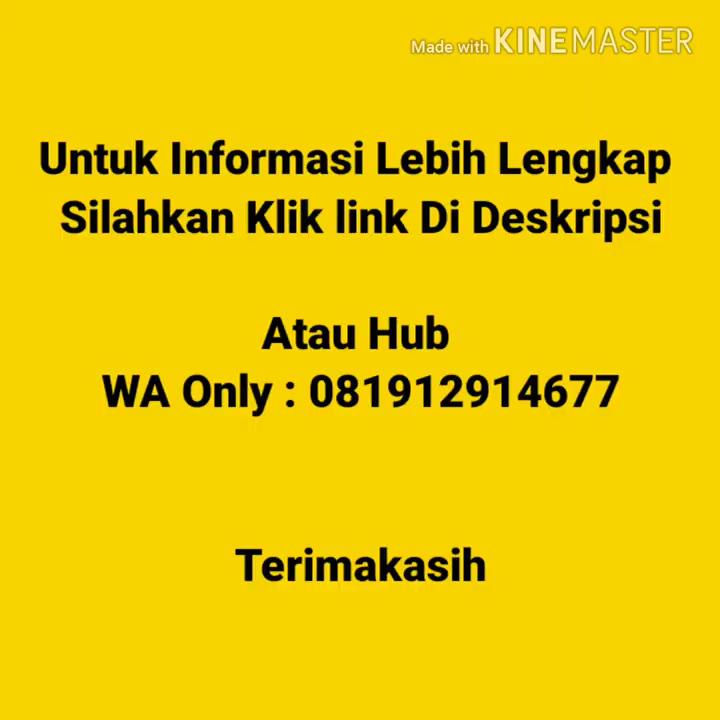 Made with KINEMASTER
Untuk Informasi Lebih Lengkap
Silahkan Klik link Di Deskripsi
Atau Hub
WA Only : 081912914677
Terimakasih